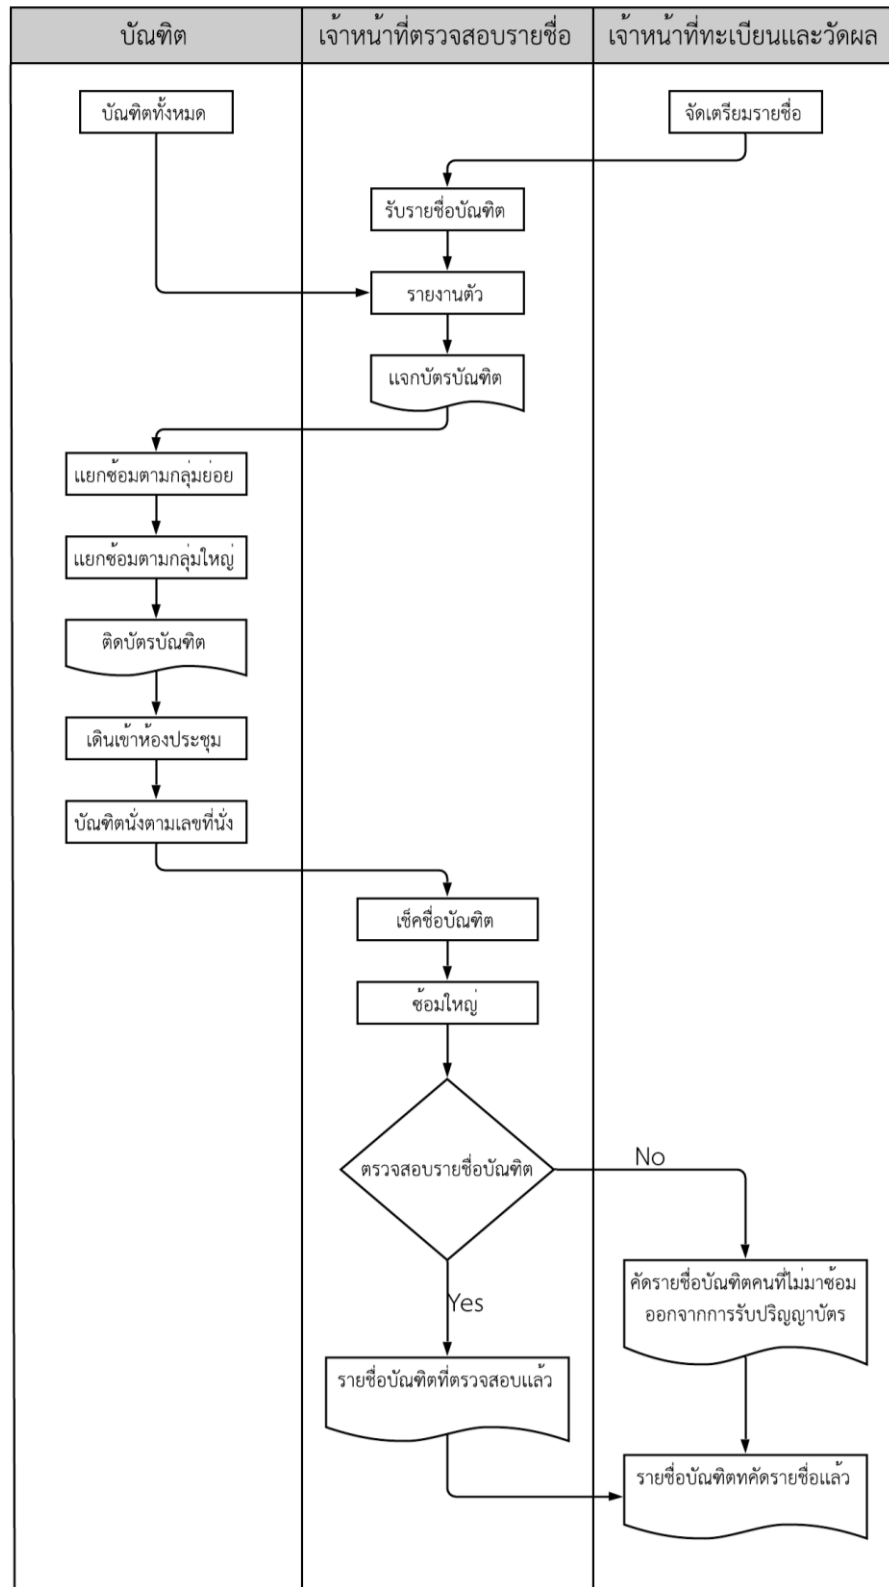 บัณฑิต
เจ้าหน้าที่ตรวจสอบรายชื่อ
เจ้าหน้าที่ทะเบียนและวัดผล
บัณฑิตทั้งหมด
จัดเตรียมรายชื่อ
รับรายชื่อบัณฑิต
รายงานตัว
แจกบัตรบัณฑิต
แยกซ้อมตามกลุ่มย่อย
แยกซ้อมตามกลุ่มใหญ่
ติดบัตรบัณฑิต
เดินเข้าห้องประชุม
บัณฑิตนั่งตามเลขที่นั่ง
เช็คชื่อบัณฑิต
ซ้อมใหญ่
ตรวจสอบรายชื่อบัณฑิต
No
Yes
คัดรายชื่อบัณฑิตคนที่ไม่มาซ้อม
ออกจากการรับปริญญาบัตร
รายชื่อบัณฑิตที่ตรวจสอบแล้ว
รายชื่อบัณฑิตทคัดรายชื่อแล้ว